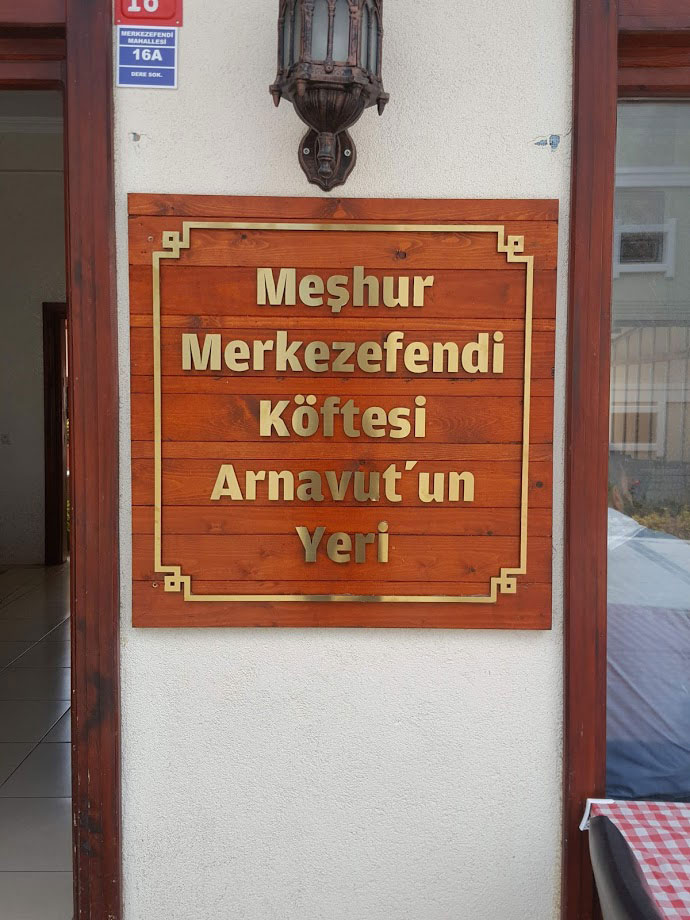 16
MERKEZEFENDİ
MAHALLESİ
16A
DERE SOK.
Meşhur
Merkezefendi
Köftesi
Arnavut´un
Yeri